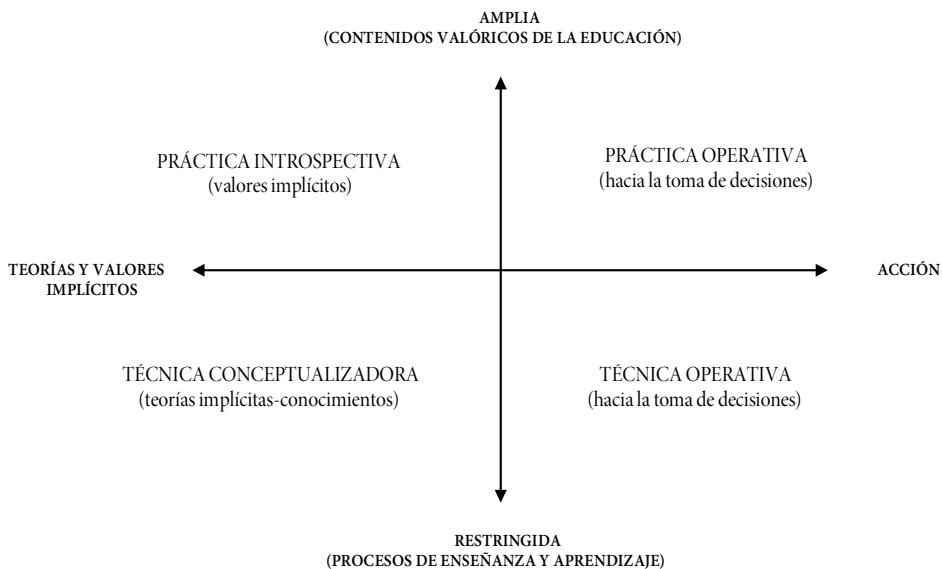 AMPLIA
(CONTENIDOS VALÓRICOS DE LA EDUCACIÓN)
PRÁCTICA INTROSPECTIVA
(valores implícitos)
PRÁCTICA OPERATIVA
(hacia la toma de decisiones)
TEORÍAS Y VALORES
IMPLÍCITOS
ACCIÓN
TÉCNICA CONCEPTUALIZADORA
(teorías implícitas-conocimientos)
TÉCNICA OPERATIVA
(hacia la toma de decisiones)
RESTRINGIDA
(PROCESOS DE ENSEÑANZA Y APRENDIZAJE)